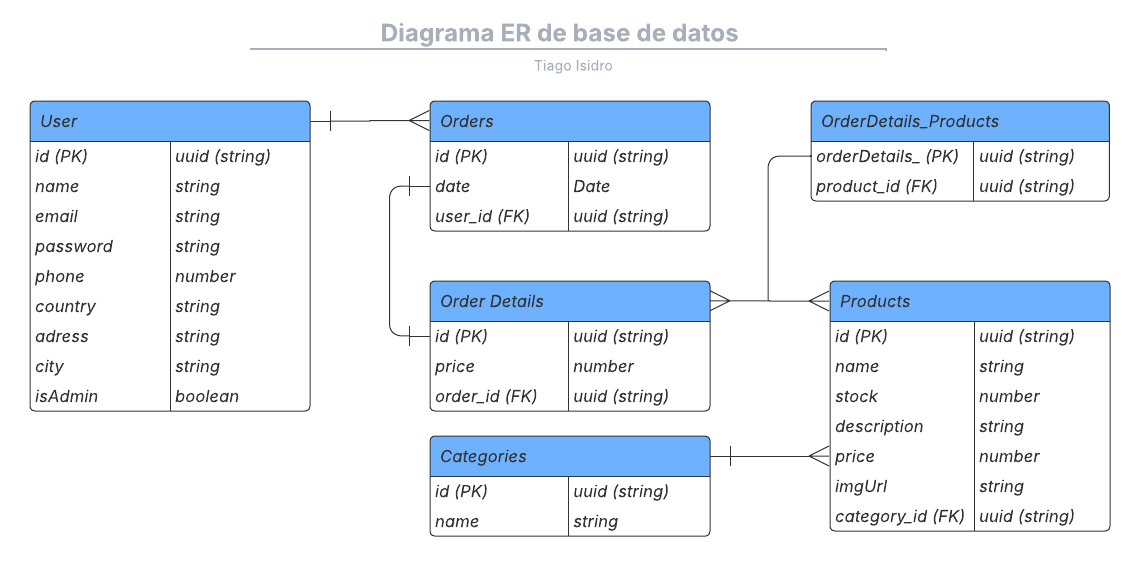 Diagrama ER de base de datos
Tiago Isidro
User
id (PK) uuid (string)
name string
email string
password string
phone number
country string
adress string
city string
isAdmin boolean
Orders
id (PK) uuid (string)
date Date
user_id (FK) uuid (string)
OrderDetails_Products
orderDetails_ (PK) uuid (string)
product_id (FK) uuid (string)
Order Details
id (PK) uuid (string)
price number
order_id (FK) uuid (string)
Products
id (PK) uuid (string)
name string
stock number
description string
price number
imgUrl string
category_id (FK) uuid (string)
Categories
id (PK) uuid (string)
name string